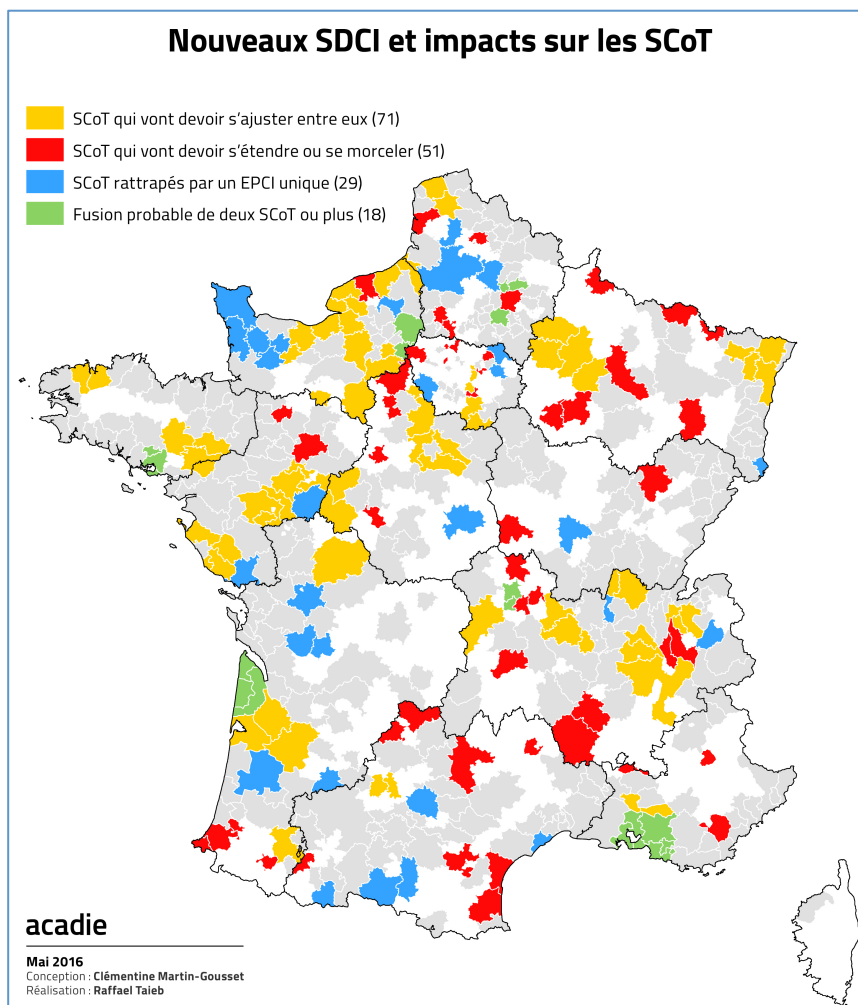 Nouveaux SDCI et impacts sur les SCoT
SCoT qui vont devoir s'ajuster entre eux (71)
SCoT qui vont devoir s'étendre ou se morceler (51)
SCoT rattrapés par un EPCI unique (29)
Fusion probable de deux SCoT ou plus (18)
acadie
Mai 2016
Conception : Clémentine Martin-Gousset
Réalisation : Raffael Taieb